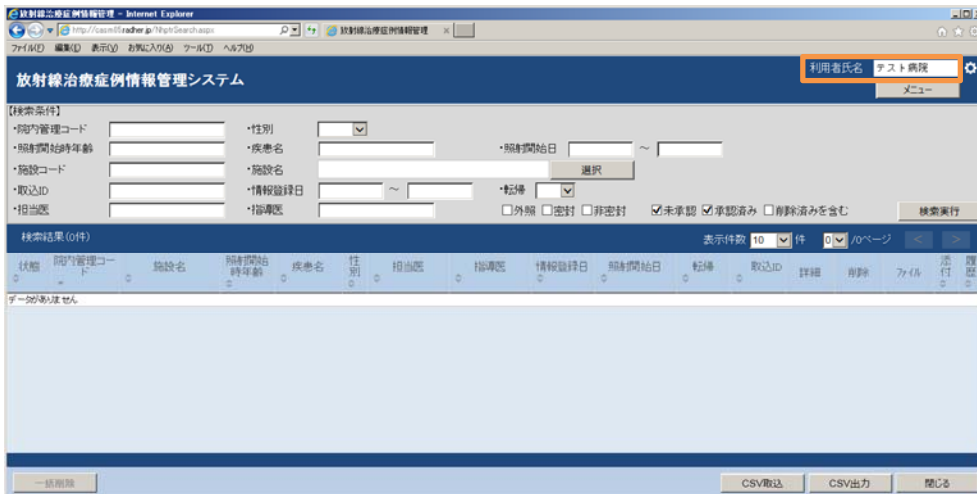 放射線治療症例情報管理 - Internet Explorer
http://casmi05.radher.jp/NhptrSearch.aspx
放射線治療症例情報管理
ファイル(F) 編集(E) 表示(V) お気に入り(A) ツール(T) ヘルプ(H)
放射線治療症例情報管理システム
利用者氏名 テスト病院
メニュー
【検索条件】
・院内管理コード ・性別
・照射開始時年齢 ・疾患名 ・照射開始日 ～
・施設コード ・施設名 選択
・取込ID ・情報登録日 ～ ・転帰
・担当医 ・指導医 外照 密封 非密封 未承認 承認済み 削除済みを含む 検索実行
検索結果(0件) 表示件数 10 件 0 /0ページ < >
状態 院内管理コード 施設名 照射開始時年齢 疾患名 性別 担当医 指導医 情報登録日 照射開始日 転帰 取込ID 詳細 削除 ファイル 添付 履歴
データがありません
一括削除 CSV取込 CSV出力 閉じる